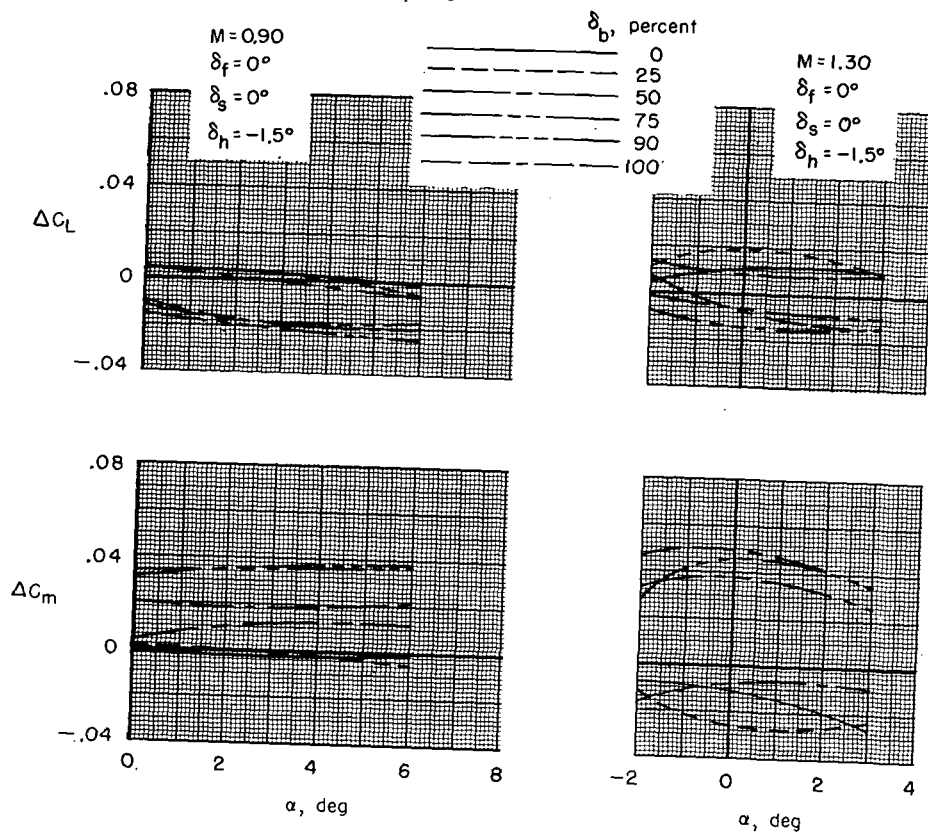 δb, percent
0
25
50
75
90
100
M = 0.90
δf = 0°
δs = 0°
δh = −1.5°
M = 1.30
δf = 0°
δs = 0°
δh = −1.5°
.08
.04
ΔCL
0
−.04
.08
.04
ΔCm
0
−.04
0 2 4 6 8
α, deg
−2 0 2 4
α, deg